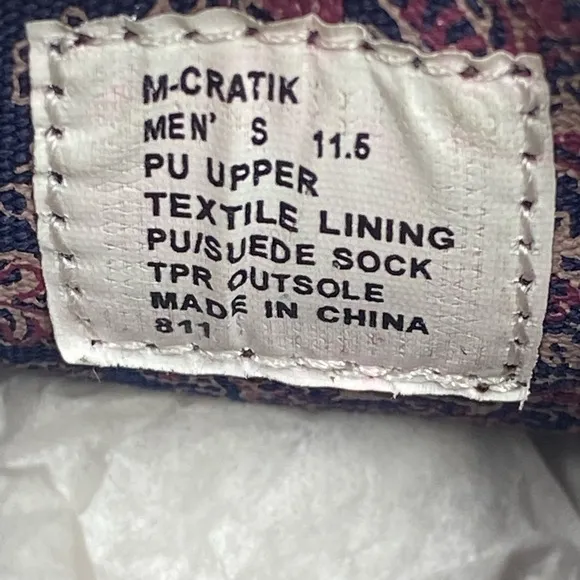 M-CRATIK
MEN' S 11.5
PU UPPER
TEXTILE LINING
PU/SUEDE SOCK
TPR OUTSOLE
MADE IN CHINA
811